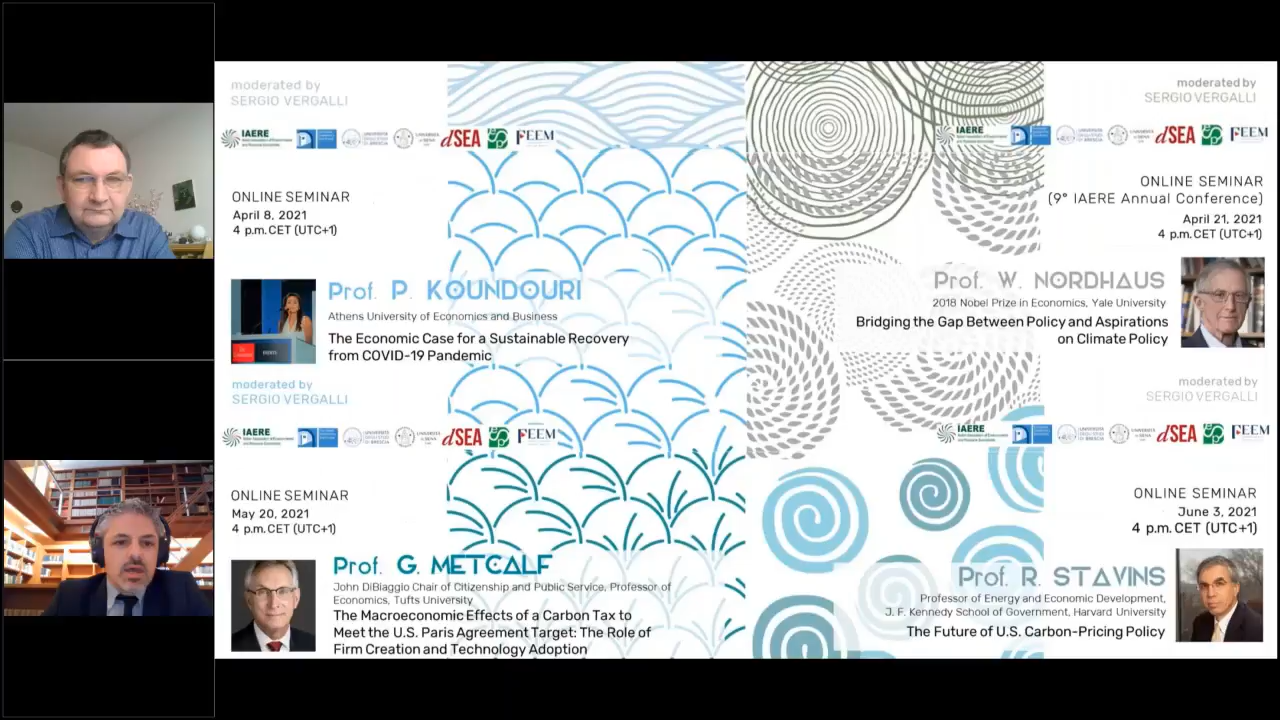 moderated by
SERGIO VERGALLI
IAERE
dSEA
FEEM
ONLINE SEMINAR
April 8, 2021
4 p.m. CET (UTC+1)
Prof. P. KOUNDOURI
Athens University of Economics and Business
The Economic Case for a Sustainable Recovery
from COVID-19 Pandemic
moderated by
SERGIO VERGALLI
IAERE
dSEA
FEEM
ONLINE SEMINAR
(9° IAERE Annual Conference)
April 21, 2021
4 p.m. CET (UTC+1)
Prof. W. NORDHAUS
2018 Nobel Prize in Economics, Yale University
Bridging the Gap Between Policy and Aspirations
on Climate Policy
moderated by
SERGIO VERGALLI
IAERE
dSEA
FEEM
ONLINE SEMINAR
May 20, 2021
4 p.m. CET (UTC+1)
Prof. G. METCALF
John DiBiaggio Chair of Citizenship and Public Service, Professor of
Economics, Tufts University
The Macroeconomic Effects of a Carbon Tax to
Meet the U.S. Paris Agreement Target: The Role of
Firm Creation and Technology Adoption
moderated by
SERGIO VERGALLI
IAERE
dSEA
FEEM
ONLINE SEMINAR
June 3, 2021
4 p.m. CET (UTC+1)
Prof. R. STAVINS
Professor of Energy and Economic Development,
J. F. Kennedy School of Government, Harvard University
The Future of U.S. Carbon-Pricing Policy